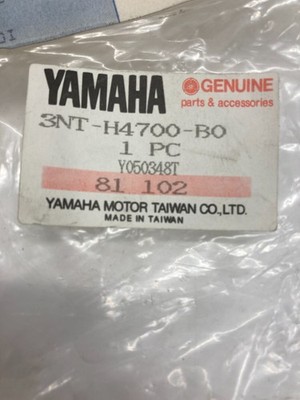 YAMAHA
GENUINE
parts & accessories
3NT-H4700-B0
1 PC
Y050348T
81 102
YAMAHA MOTOR TAIWAN CO.,LTD.
MADE IN TAIWAN